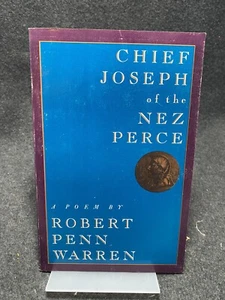 CHIEF
JOSEPH
of the
NEZ
PERCE
A POEM BY
ROBERT
PENN
WARREN